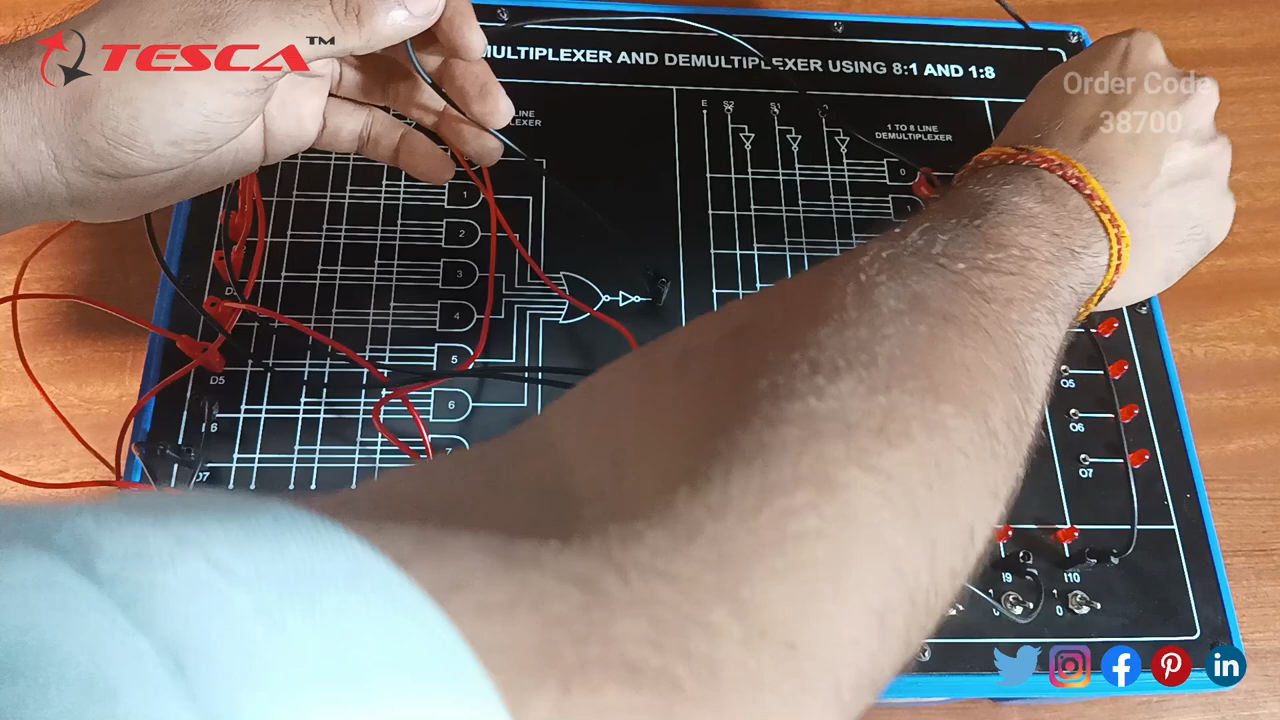 TESCA™
MULTIPLEXER AND DEMULTIPLEXER USING 8:1 AND 1:8
Order Code
38700
LINE
E S2 S1
1 TO 8 LINE
DEMULTIPLEXER
0
1
1
2
3
4
5
D5
6
7
D7
O5
O6
O7
I9 I10
1 1
0 0
in